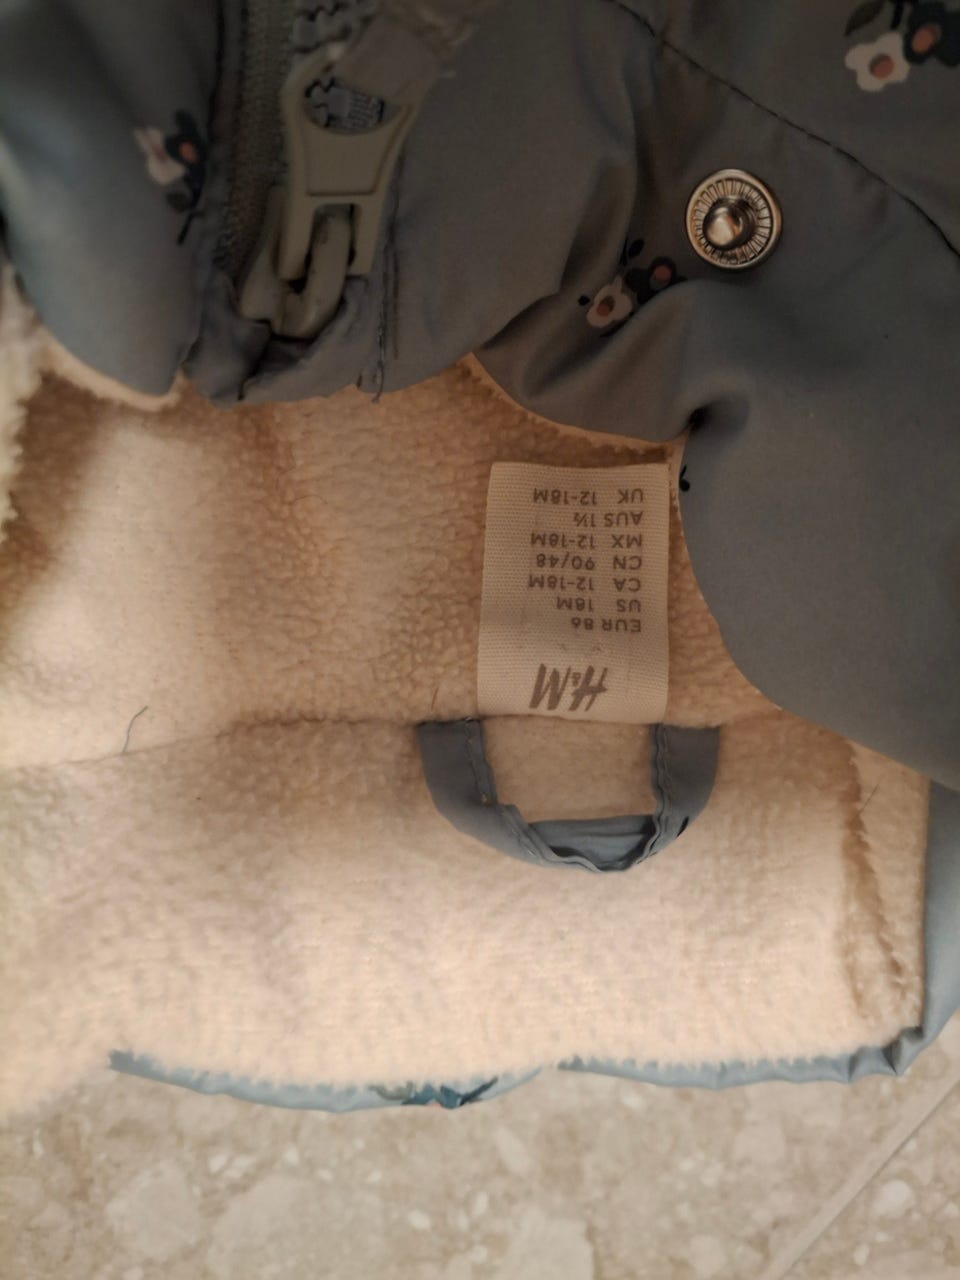 H&M
EUR 86
US 18M
CA 12-18M
CN 90/48
MX 12-18M
AUS 1½
UK 12-18M